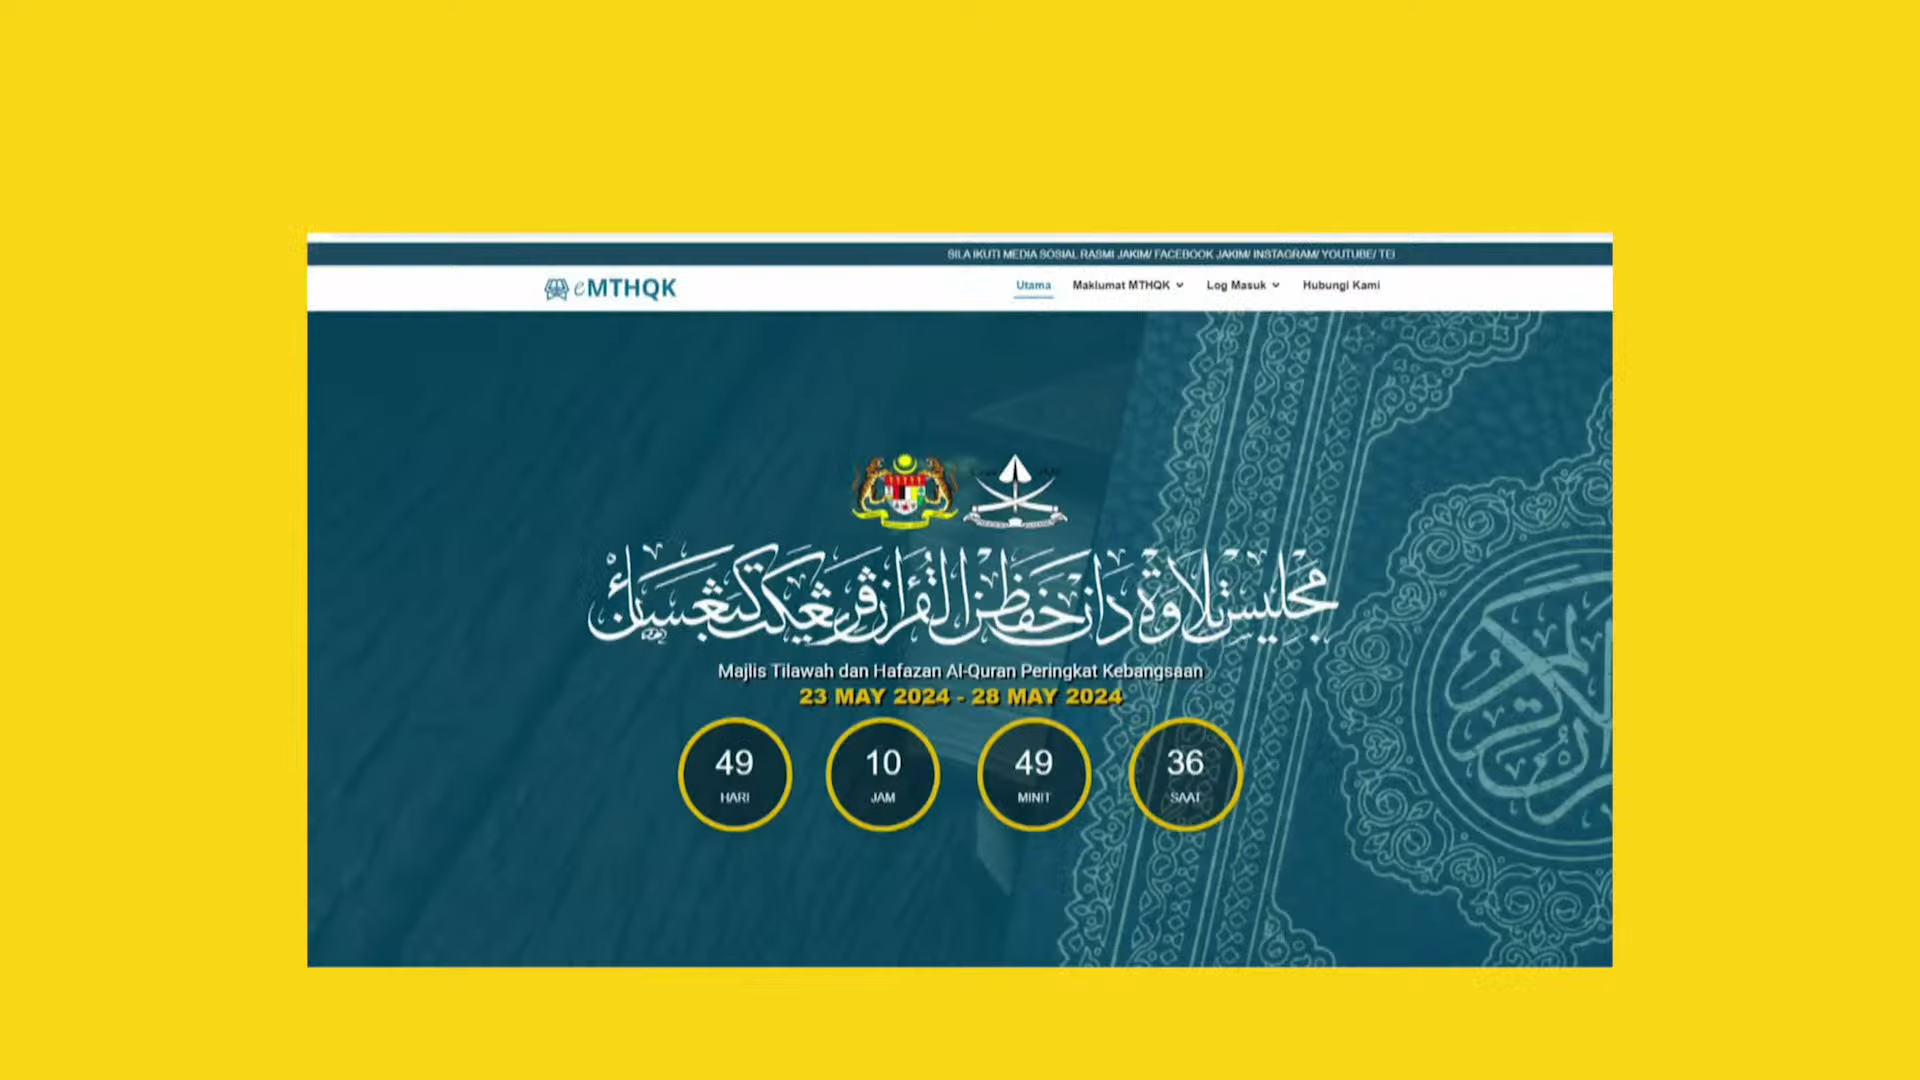 SILA IKUTI MEDIA SOSIAL RASMI JAKIM/ FACEBOOK JAKIM/ INSTAGRAM/ YOUTUBE/ TEI
eMTHQK
Utama
Maklumat MTHQK
Log Masuk
Hubungi Kami
مجليس تلاوة دان حفظن القرءان ڤريڠكت كبڠساءن
Majlis Tilawah dan Hafazan Al-Quran Peringkat Kebangsaan
23 MAY 2024 - 28 MAY 2024
49 10 49 36
HARI JAM MINIT SAAT